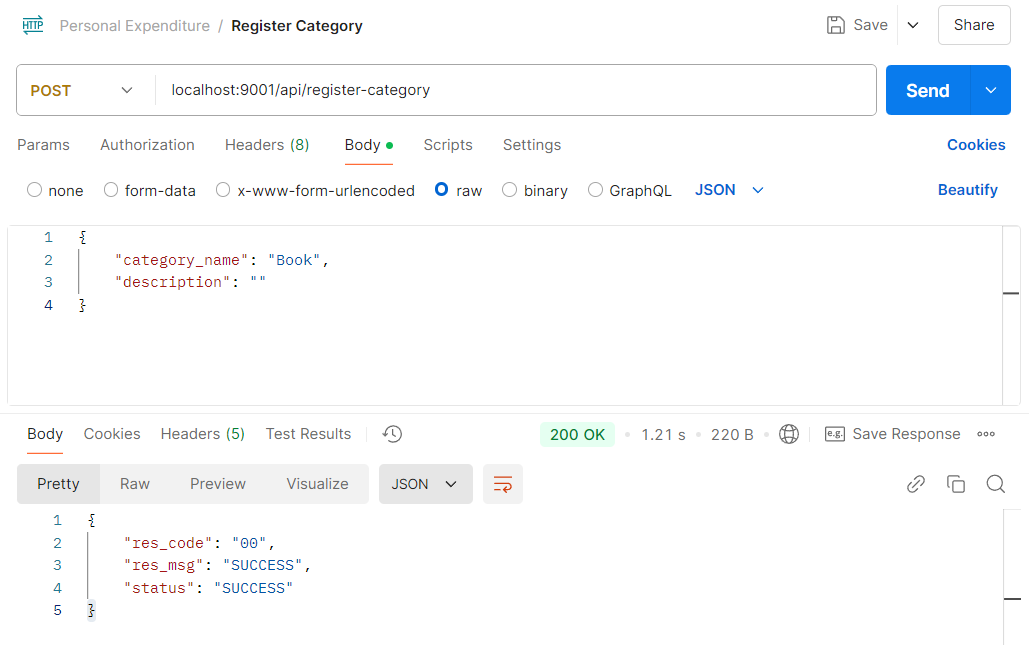 HTTP Personal Expenditure / Register Category Save Share
POST localhost:9001/api/register-category Send
Params Authorization Headers (8) Body Scripts Settings Cookies
none form-data x-www-form-urlencoded raw binary GraphQL JSON Beautify
1 {
2 "category_name": "Book",
3 "description": ""
4 }
Body Cookies Headers (5) Test Results 200 OK 1.21 s 220 B e.g. Save Response
Pretty Raw Preview Visualize JSON
1 {
2 "res_code": "00",
3 "res_msg": "SUCCESS",
4 "status": "SUCCESS"
5 }